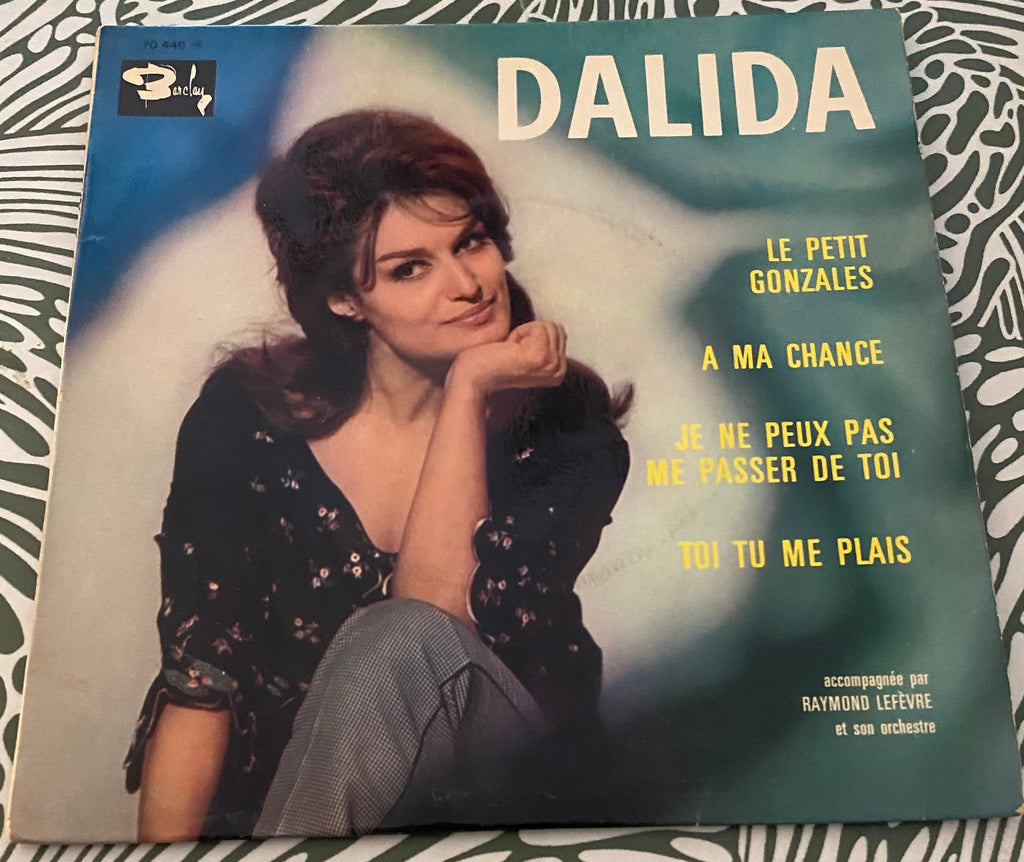 70 446
Barclay
DALIDA
LE PETIT
GONZALES
A MA CHANCE
JE NE PEUX PAS
ME PASSER DE TOI
TOI TU ME PLAIS
accompagnée par
RAYMOND LEFÈVRE
et son orchestre